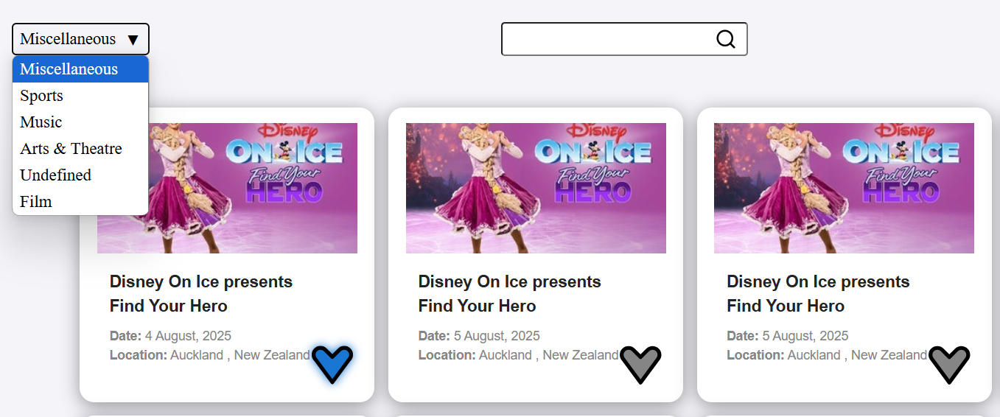 Miscellaneous ▼
Miscellaneous
Sports
Music
Arts & Theatre
Undefined
Film
Disney
ON ICE
Find Your
HERO
Disney On Ice presents
Find Your Hero
Date: 4 August, 2025
Location: Auckland , New Zealand
Disney
ON ICE
Find Your
HERO
Disney On Ice presents
Find Your Hero
Date: 5 August, 2025
Location: Auckland , New Zealand
Disney
ON ICE
Find Your
HERO
Disney On Ice presents
Find Your Hero
Date: 5 August, 2025
Location: Auckland , New Zealand